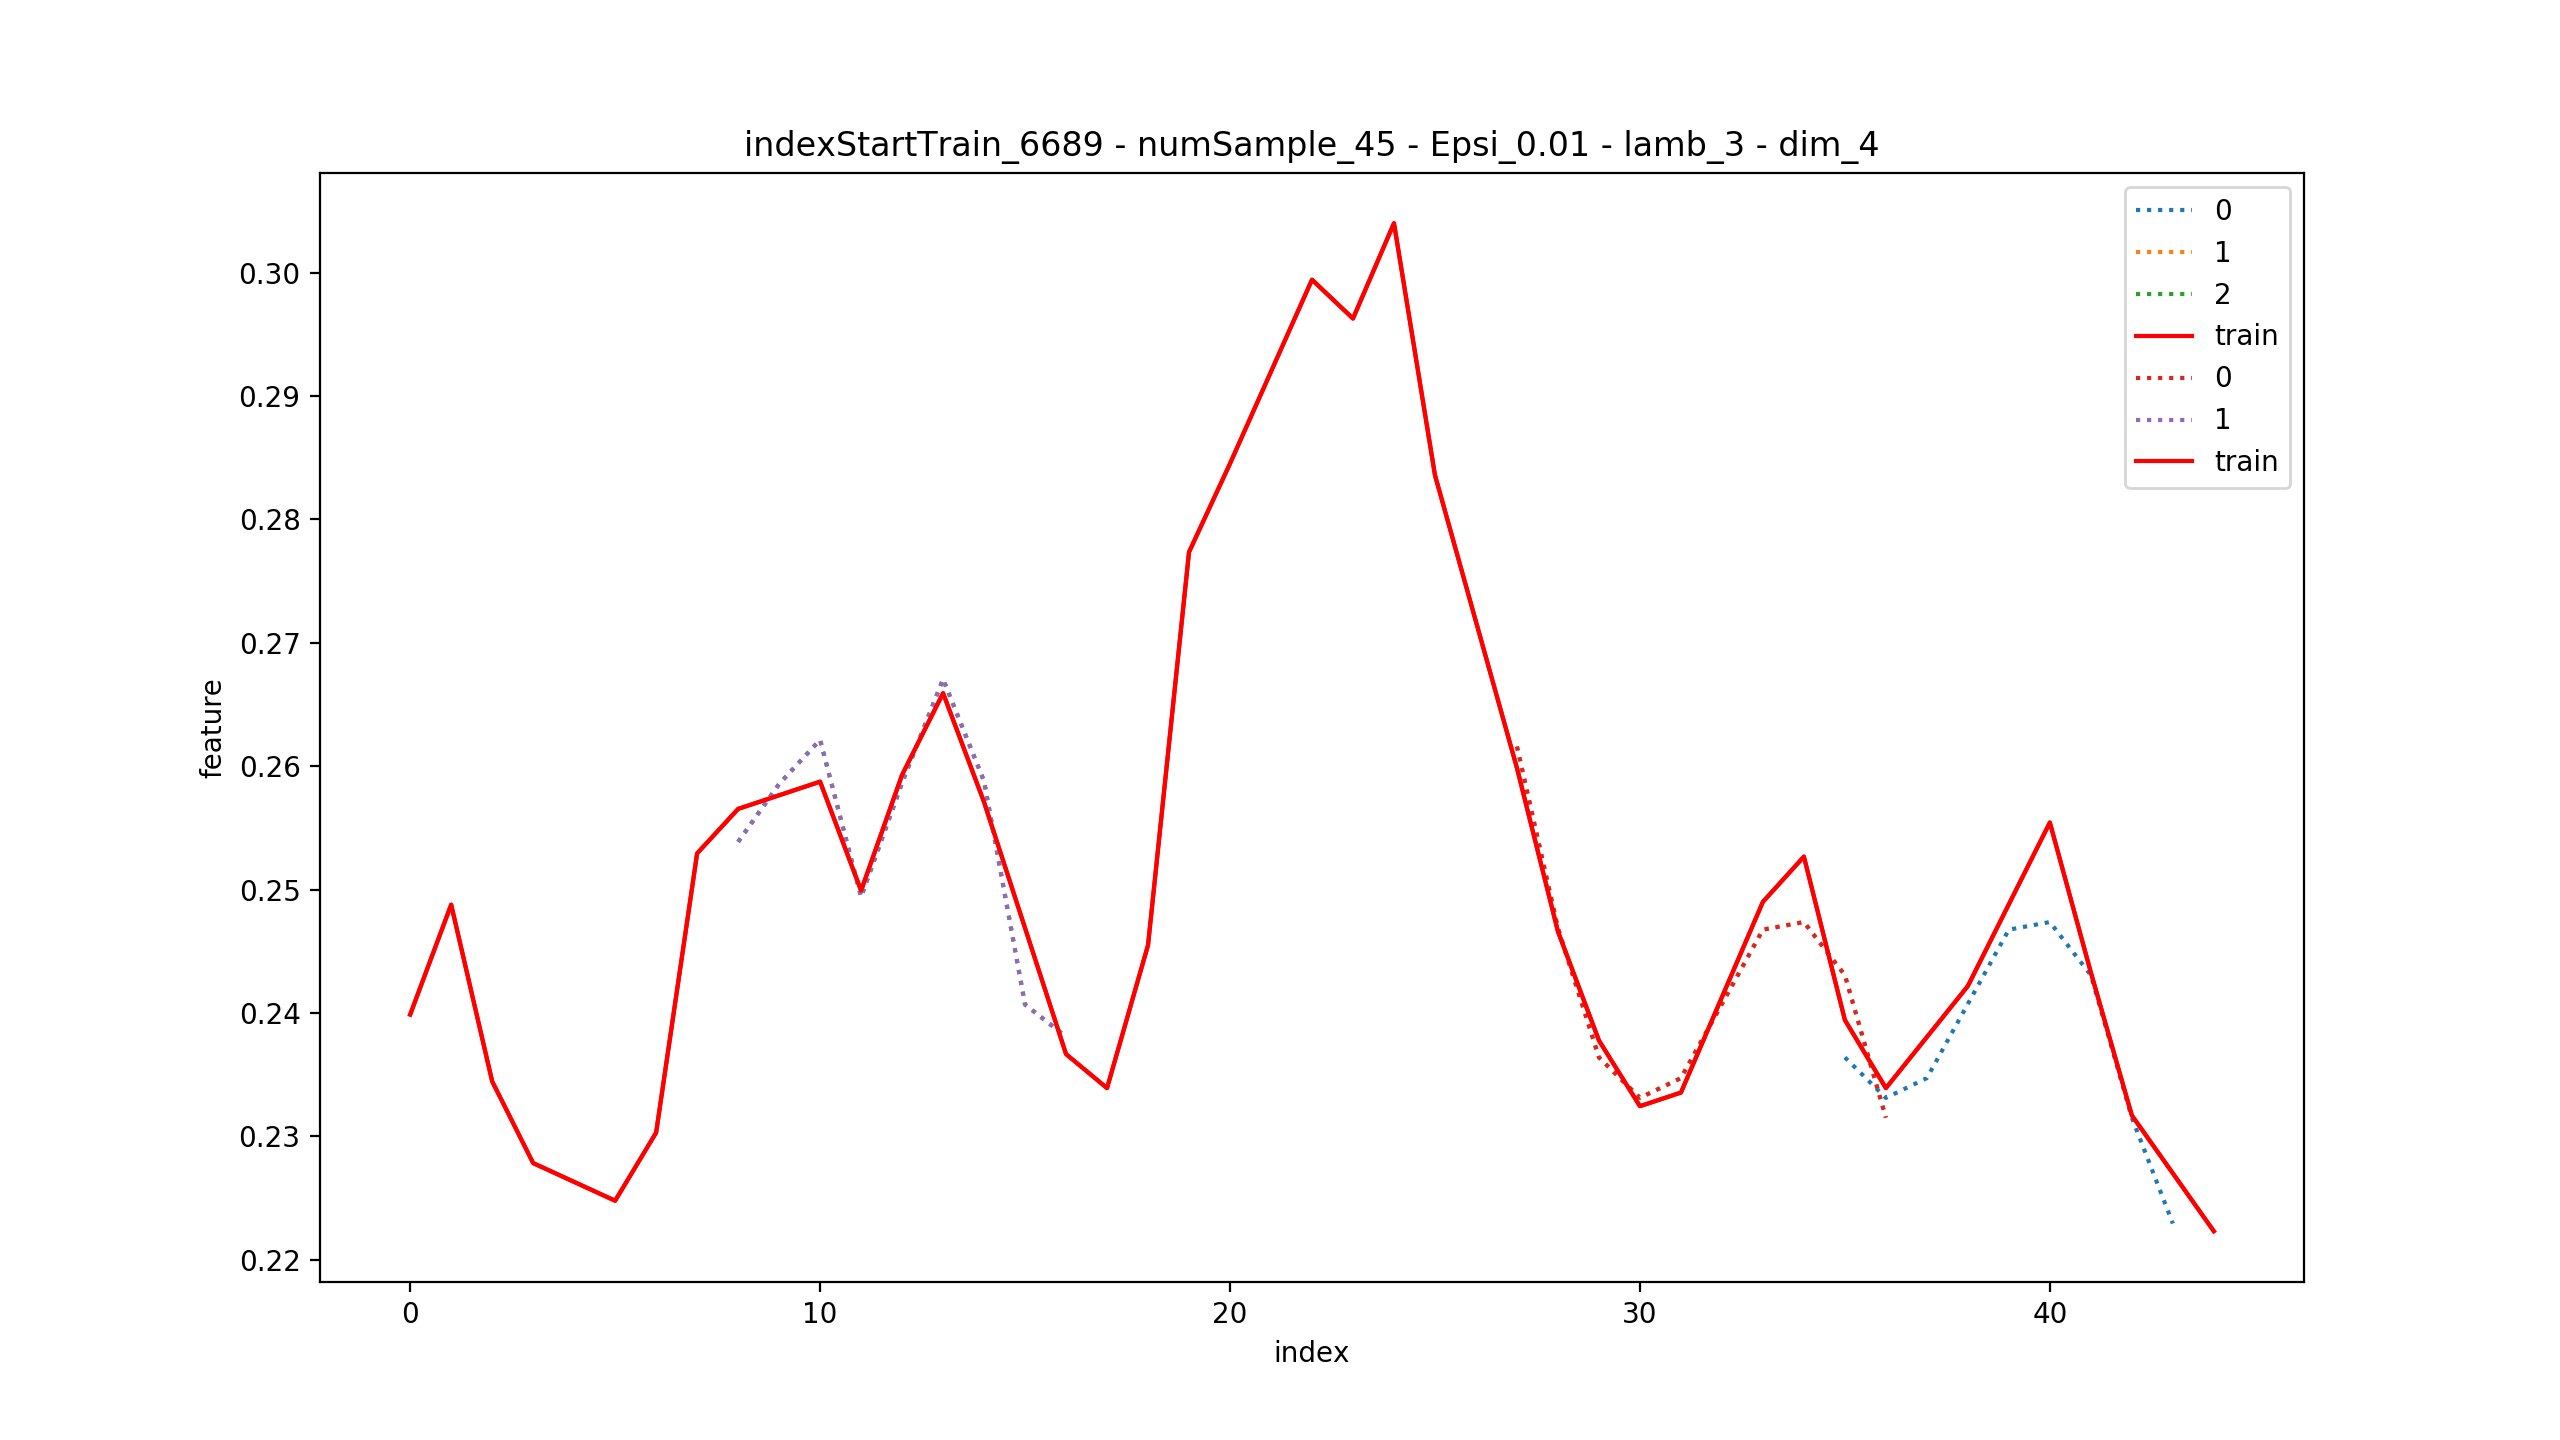 indexStartTrain_6689 - numSample_45 - Epsi_0.01 - lamb_3 - dim_4
0
1
2
train
0
1
train
0.30
0.29
0.28
0.27
0.26
0.25
0.24
0.23
0.22
feature
0 10 20 30 40
index